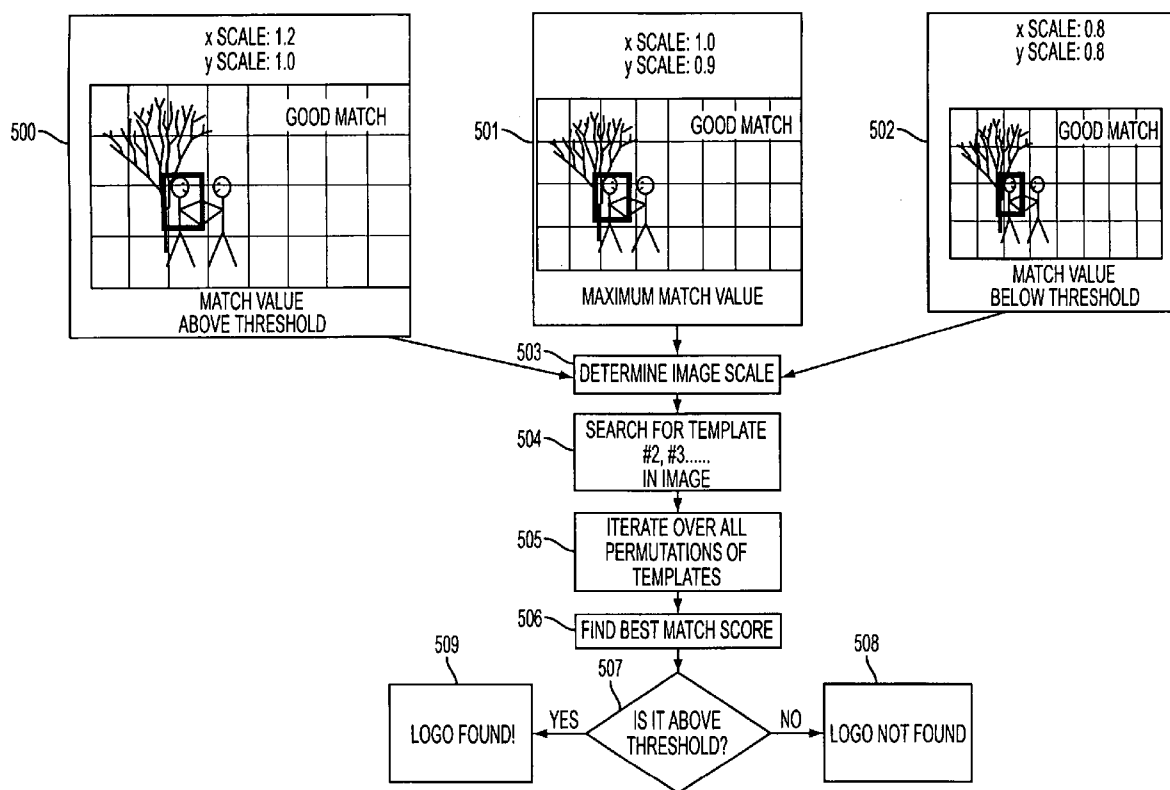 x SCALE: 1.2
y SCALE: 1.0
500
GOOD MATCH
MATCH VALUE
ABOVE THRESHOLD
x SCALE: 1.0
y SCALE: 0.9
501
GOOD MATCH
MAXIMUM MATCH VALUE
x SCALE: 0.8
y SCALE: 0.8
502
GOOD MATCH
MATCH VALUE
BELOW THRESHOLD
503
DETERMINE IMAGE SCALE
504
SEARCH FOR TEMPLATE
#2, #3......
IN IMAGE
505
ITERATE OVER ALL
PERMUTATIONS OF
TEMPLATES
506
FIND BEST MATCH SCORE
509
LOGO FOUND!
YES
507
IS IT ABOVE
THRESHOLD?
NO
508
LOGO NOT FOUND